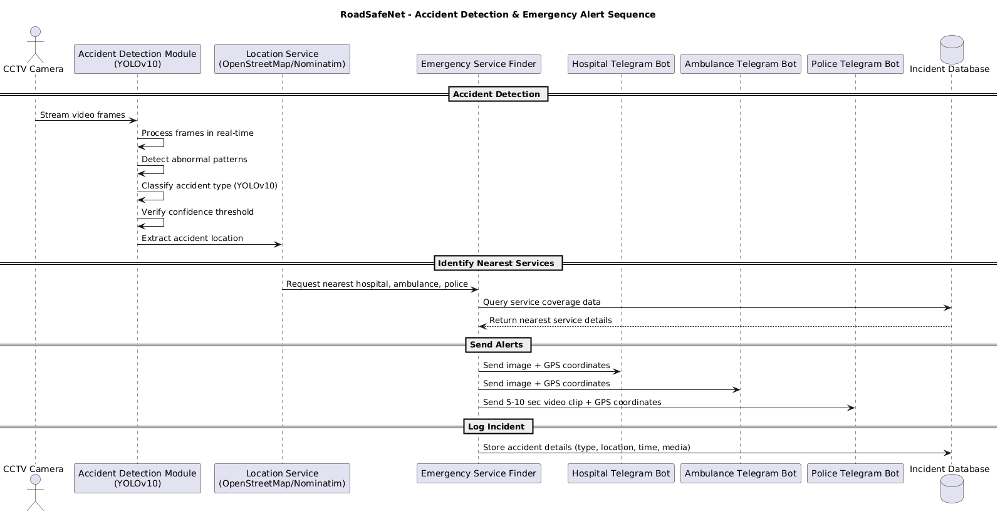 RoadSafeNet - Accident Detection & Emergency Alert Sequence
CCTV Camera
Accident Detection Module
(YOLOv10)
Location Service
(OpenStreetMap/Nominatim)
Emergency Service Finder
Hospital Telegram Bot
Ambulance Telegram Bot
Police Telegram Bot
Incident Database
Accident Detection
Stream video frames
Process frames in real-time
Detect abnormal patterns
Classify accident type (YOLOv10)
Verify confidence threshold
Extract accident location
Identify Nearest Services
Request nearest hospital, ambulance, police
Query service coverage data
Return nearest service details
Send Alerts
Send image + GPS coordinates
Send image + GPS coordinates
Send 5-10 sec video clip + GPS coordinates
Log Incident
Store accident details (type, location, time, media)
CCTV Camera
Accident Detection Module
(YOLOv10)
Location Service
(OpenStreetMap/Nominatim)
Emergency Service Finder
Hospital Telegram Bot
Ambulance Telegram Bot
Police Telegram Bot
Incident Database